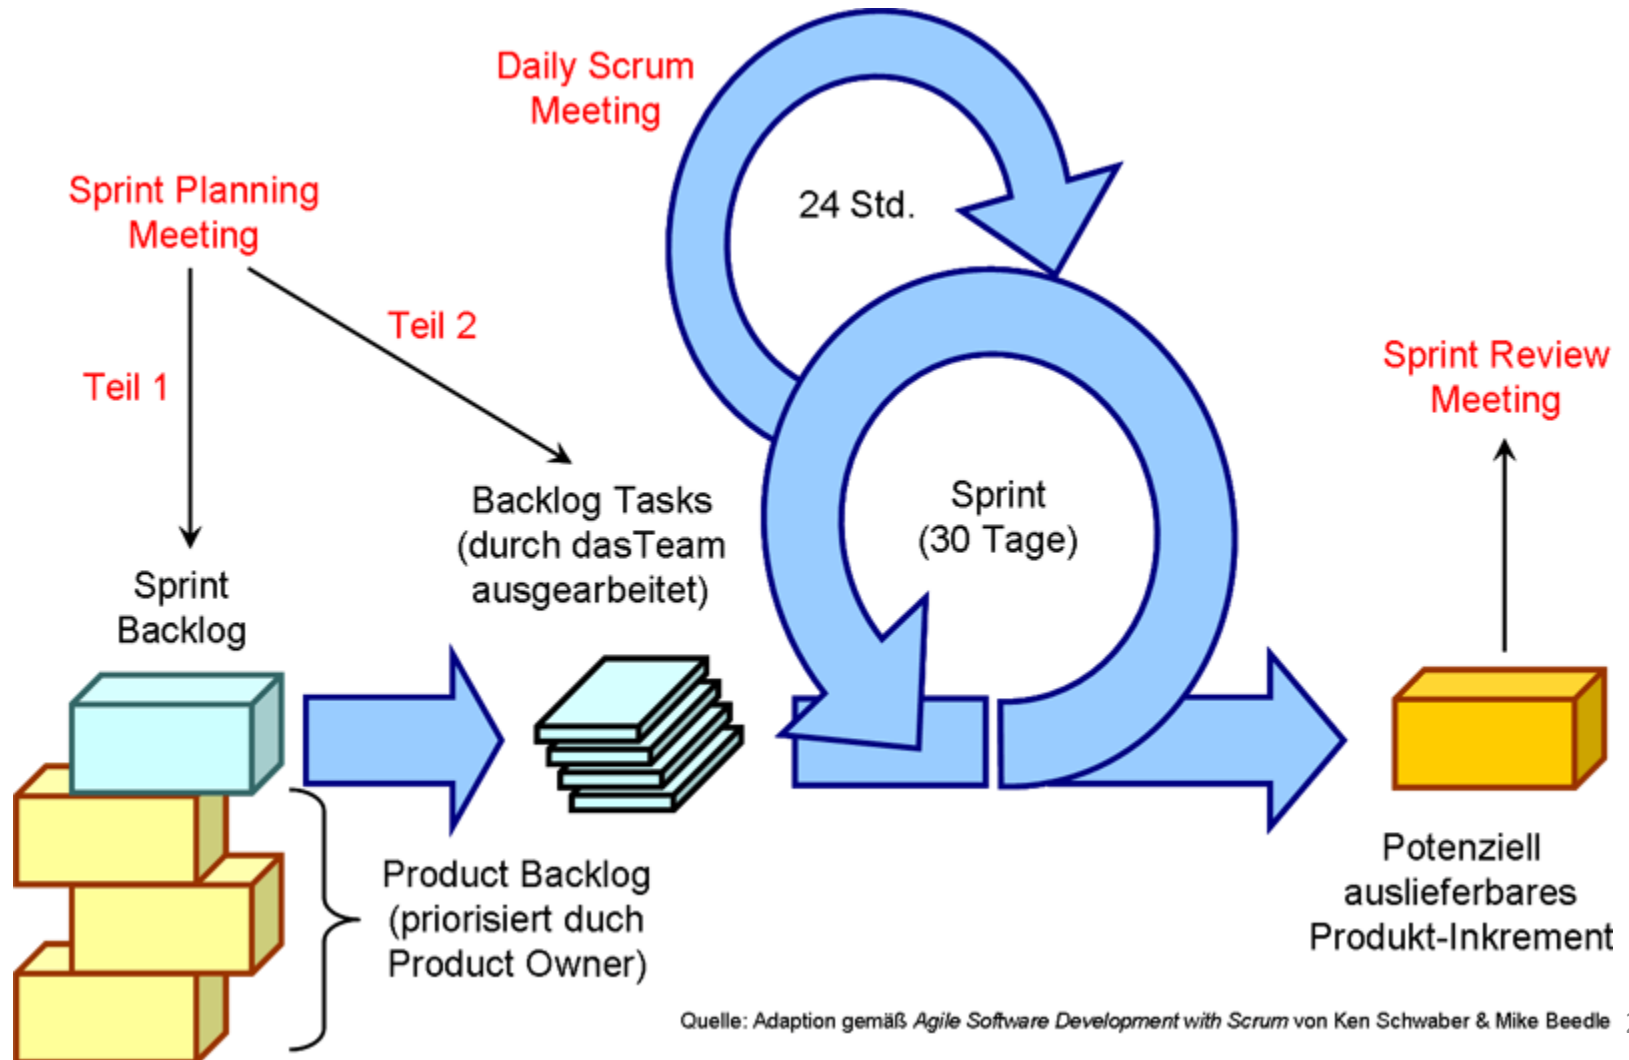 Daily Scrum
Meeting
Sprint Planning
Meeting
24 Std.
Teil 2
Teil 1
Sprint Review
Meeting
Backlog Tasks
(durch dasTeam
ausgearbeitet)
Sprint
(30 Tage)
Sprint
Backlog
Product Backlog
(priorisiert duch
Product Owner)
Potenziell
auslieferbares
Produkt-Inkrement
Quelle: Adaption gemäß Agile Software Development with Scrum von Ken Schwaber & Mike Beedle